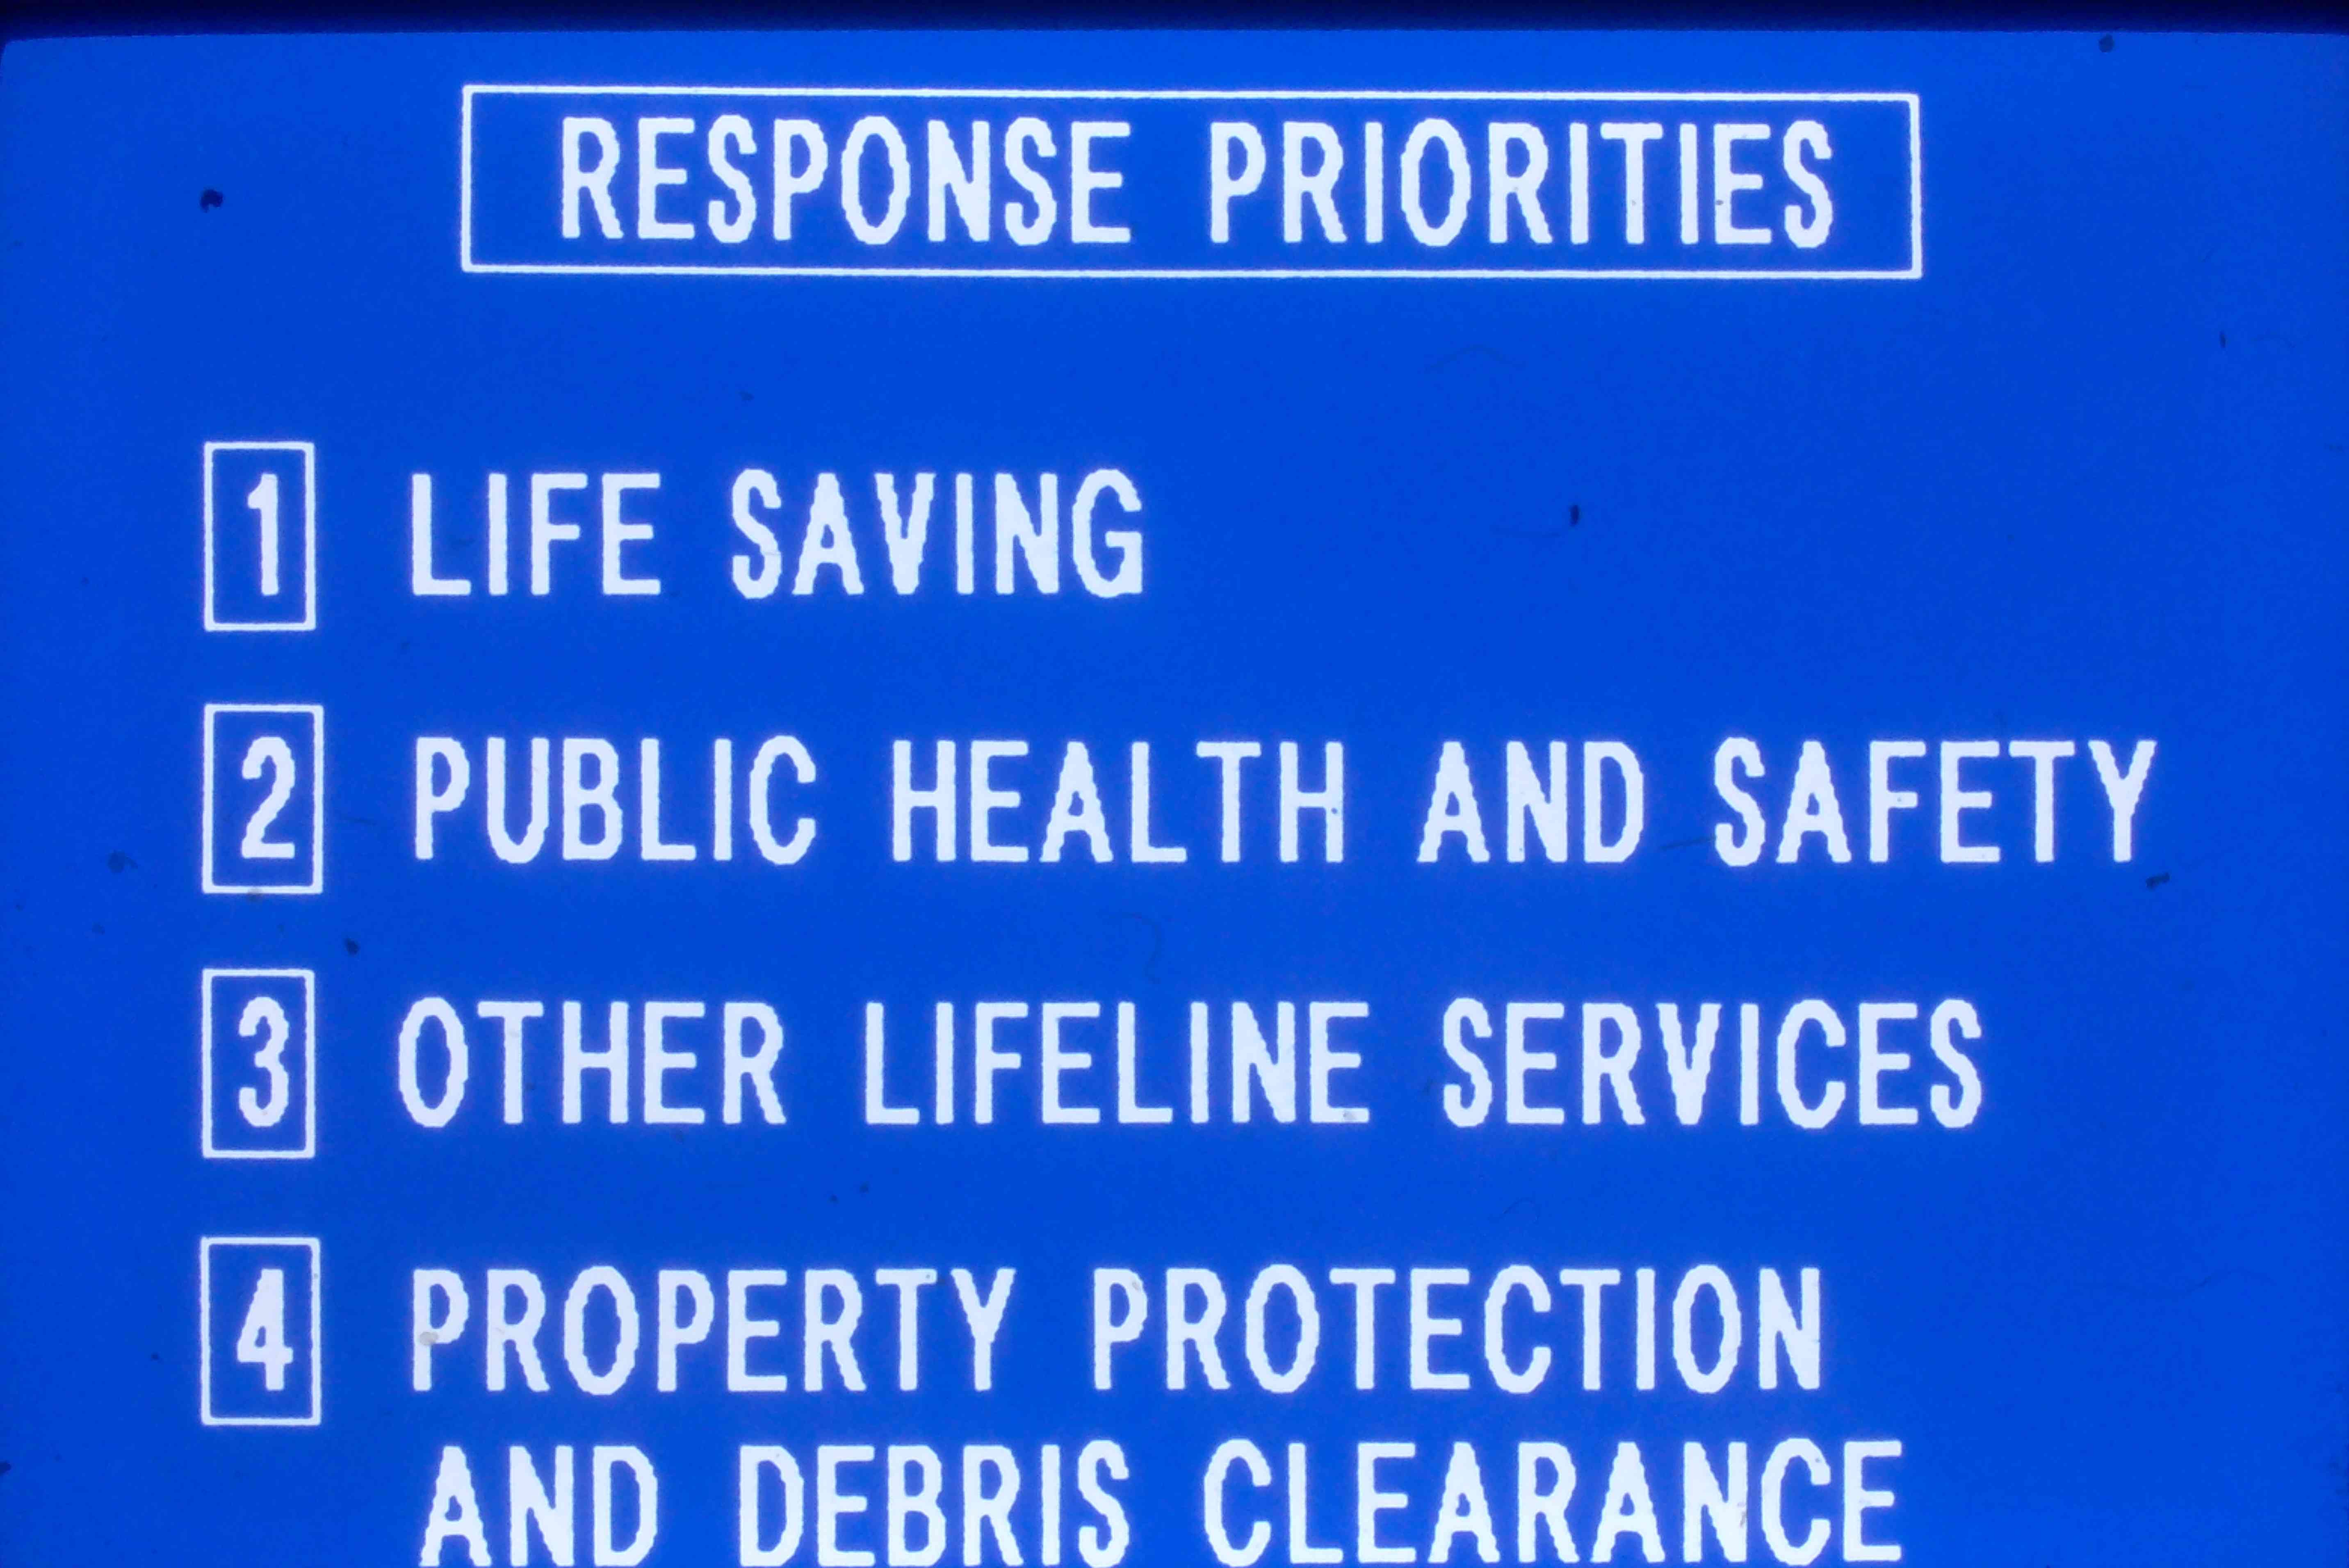 RESPONSE PRIORITIES
1 LIFE SAVING
2 PUBLIC HEALTH AND SAFETY
3 OTHER LIFELINE SERVICES
4 PROPERTY PROTECTION
AND DEBRIS CLEARANCE